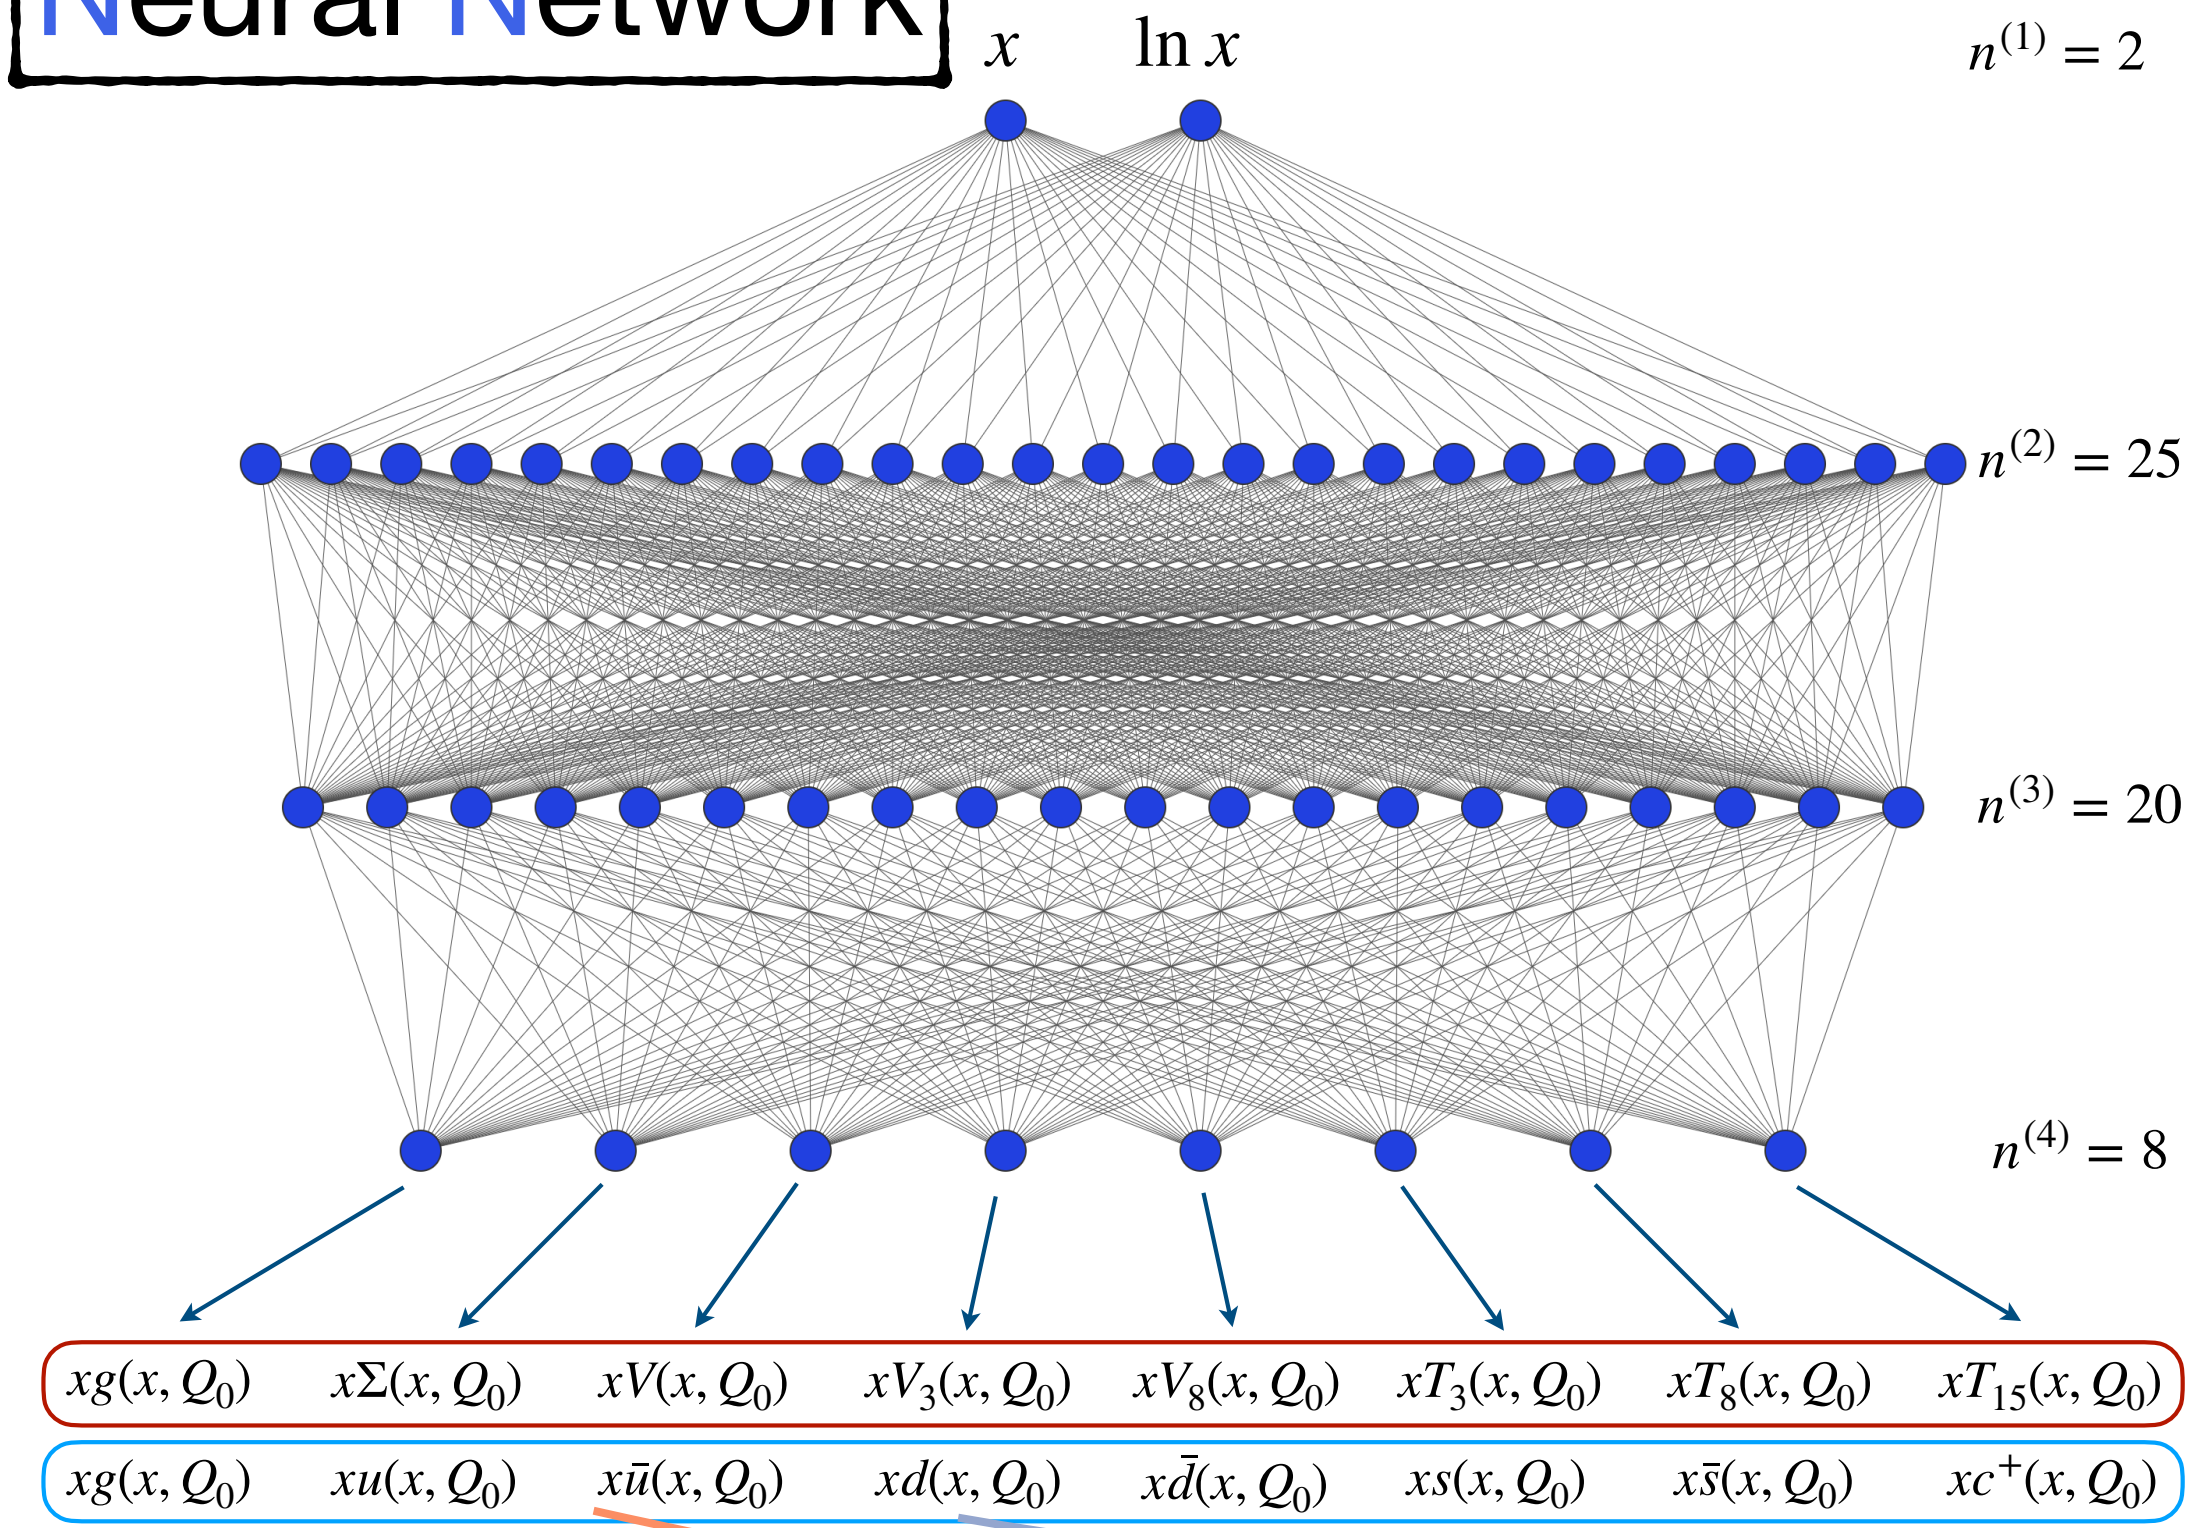 Neural Network
x ln x n^(1) = 2
n^(2) = 25
n^(3) = 20
n^(4) = 8
xg(x, Q₀) xΣ(x, Q₀) xV(x, Q₀) xV₃(x, Q₀) xV₈(x, Q₀) xT₃(x, Q₀) xT₈(x, Q₀) xT₁₅(x, Q₀)
xg(x, Q₀) xu(x, Q₀) xū(x, Q₀) xd(x, Q₀) xd̄(x, Q₀) xs(x, Q₀) xs̄(x, Q₀) xc⁺(x, Q₀)